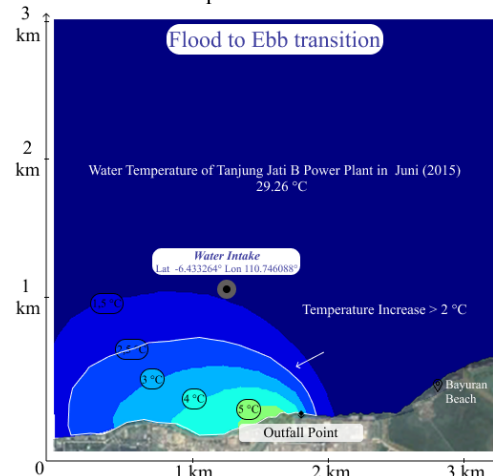 3
km
Flood to Ebb transition
2
km
Water Temperature of Tanjung Jati B Power Plant in Juni (2015)
29.26 °C
Water Intake
Lat -6.433264° Lon 110.746088°
1
km
1.5 °C
Temperature Increase > 2 °C
3 °C
4 °C
5 °C
Bayuran
Beach
Outfall Point
0
1 km
2 km
3 km